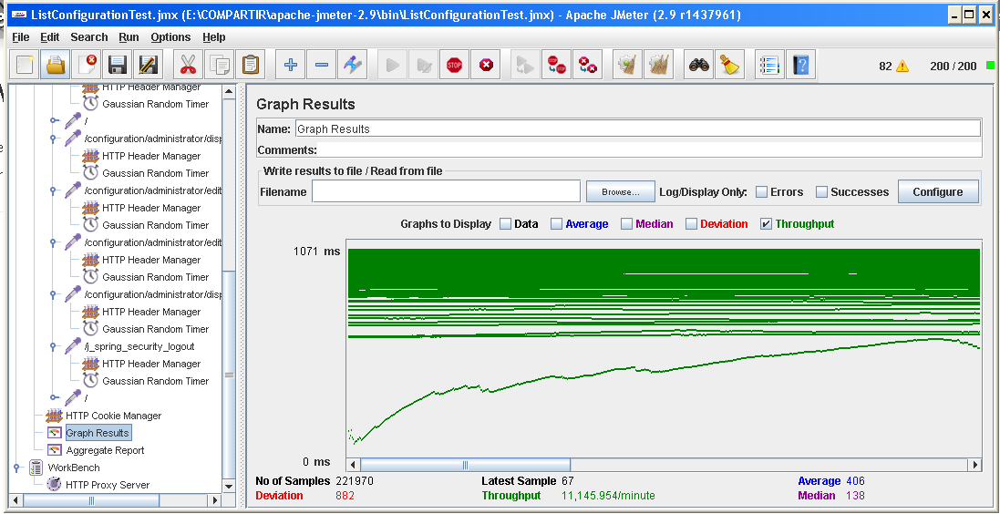 ListConfigurationTest.jmx (E:\COMPARTIR\apache-jmeter-2.9\bin\ListConfigurationTest.jmx) - Apache JMeter (2.9 r1437961)
File Edit Search Run Options Help
STOP
82 200 / 200
HTTP Header Manager
Gaussian Random Timer
/
/configuration/administrator/disp
HTTP Header Manager
Gaussian Random Timer
/configuration/administrator/edit
HTTP Header Manager
Gaussian Random Timer
/configuration/administrator/edit
HTTP Header Manager
Gaussian Random Timer
/configuration/administrator/disp
HTTP Header Manager
Gaussian Random Timer
/j_spring_security_logout
HTTP Header Manager
Gaussian Random Timer
/
HTTP Cookie Manager
Graph Results
Aggregate Report
WorkBench
HTTP Proxy Server
Graph Results
Name: Graph Results
Comments:
Write results to file / Read from file
Filename Browse... Log/Display Only: Errors Successes Configure
Graphs to Display Data Average Median Deviation Throughput
1071 ms
0 ms
No of Samples 221970 Latest Sample 67 Average 406
Deviation 882 Throughput 11,145.954/minute Median 138